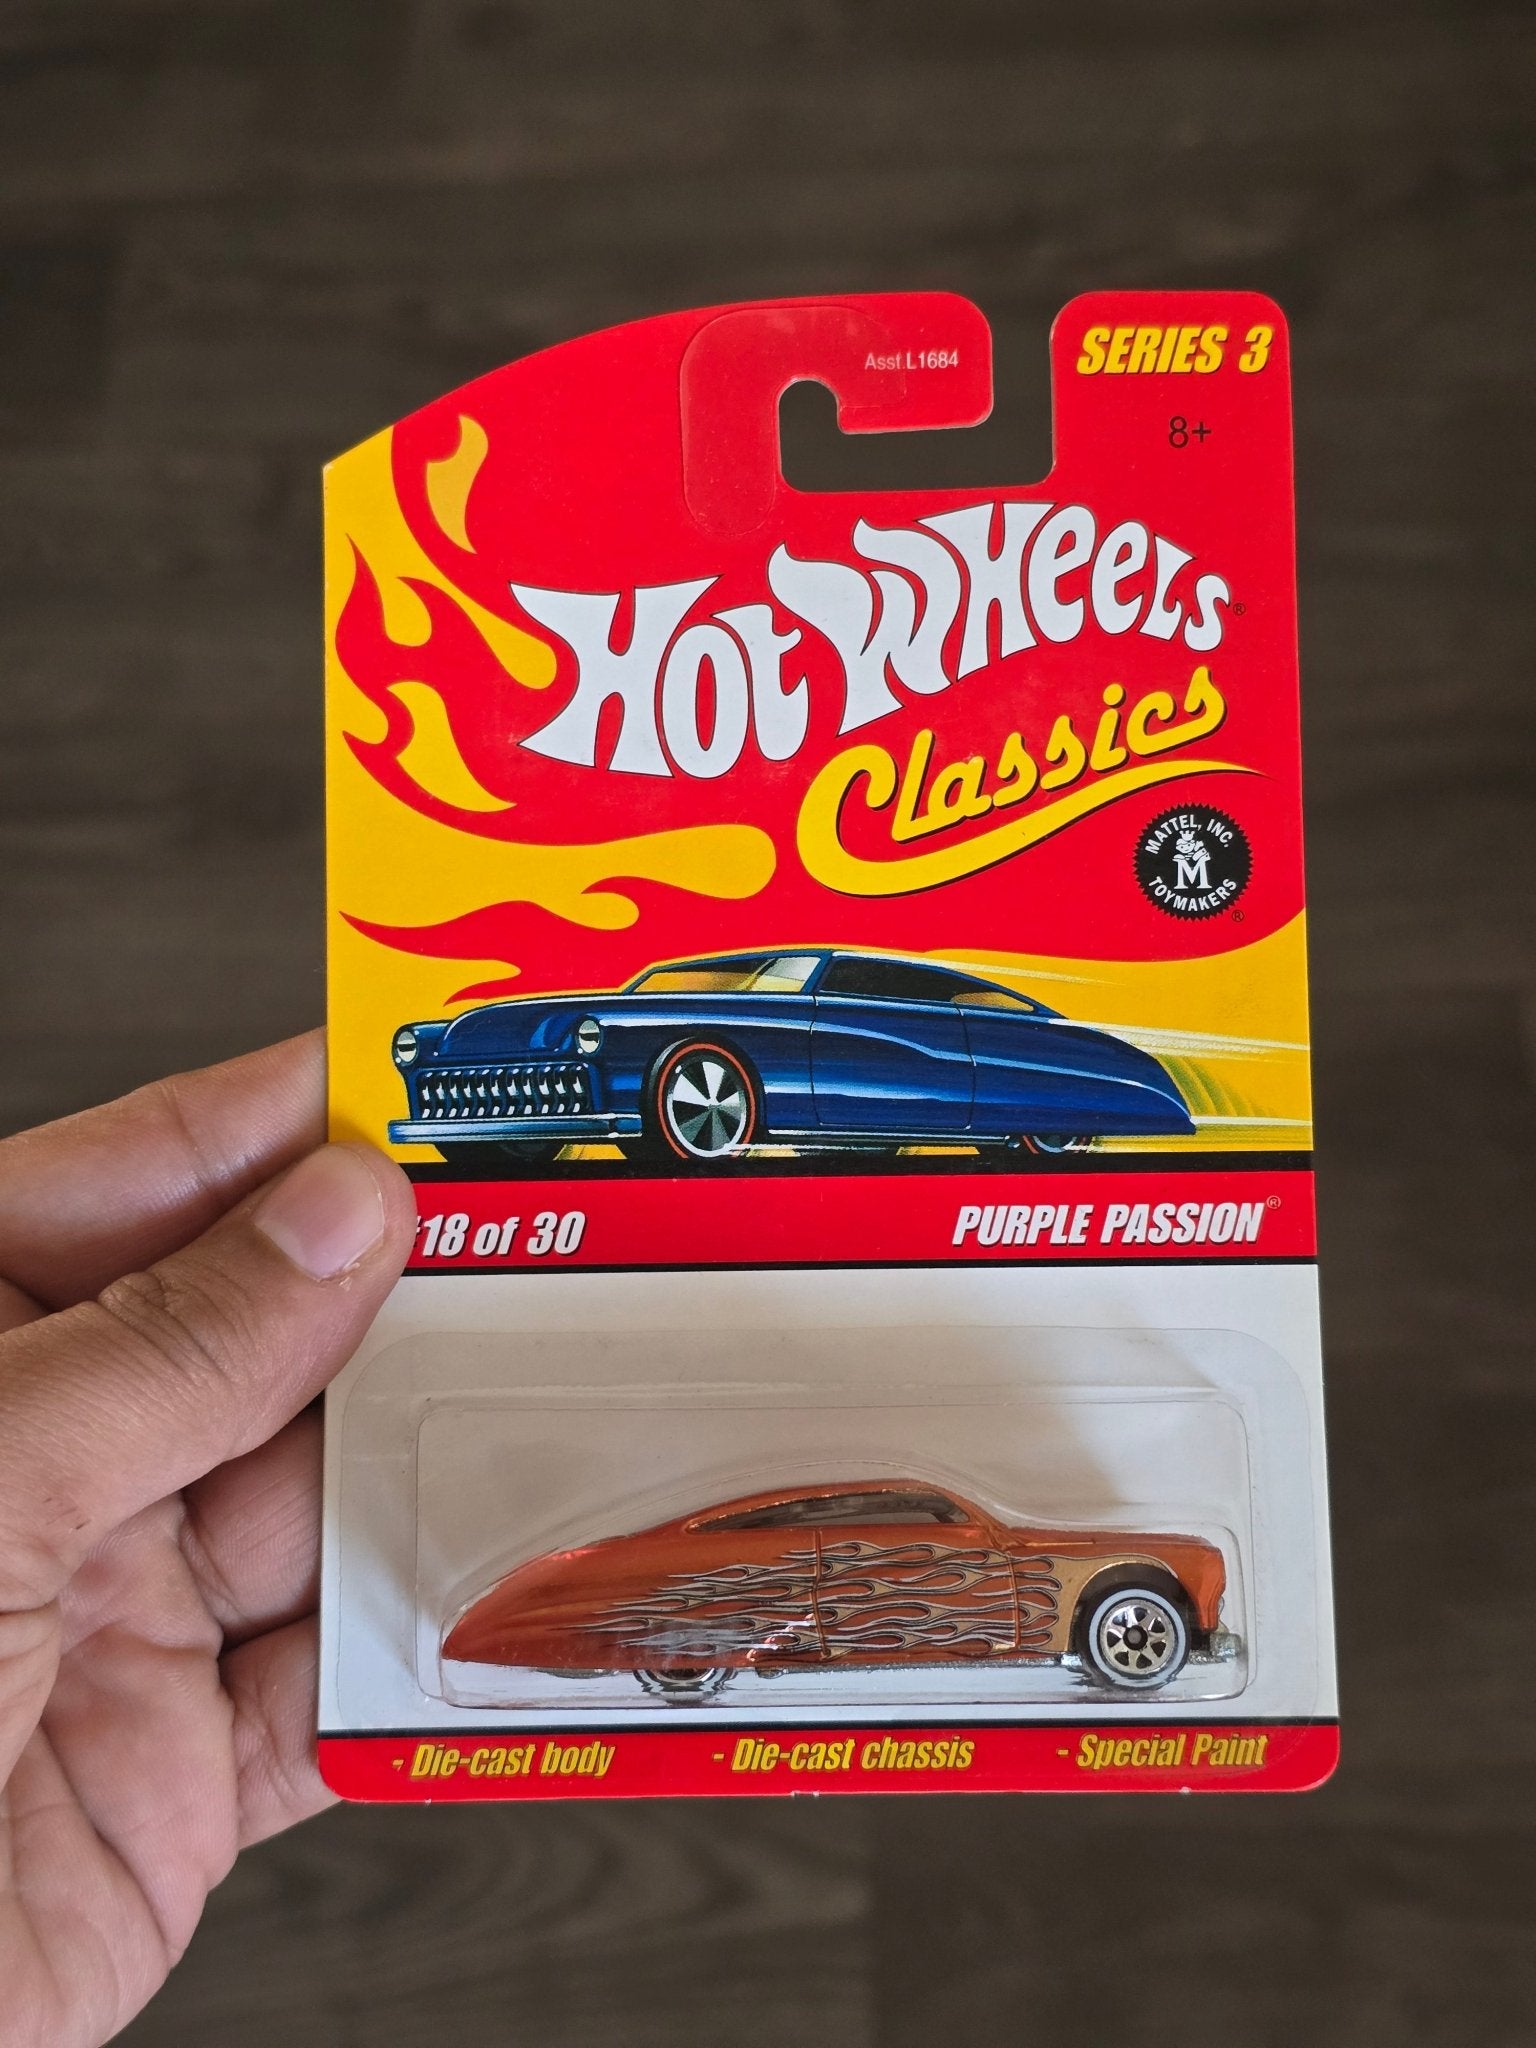 Asst.L1684
SERIES 3
8+
HOT WHEELS®
Classics
MATTEL, INC.
M
TOYMAKERS®
#18 of 30
PURPLE PASSION®
- Die-cast body - Die-cast chassis - Special Paint